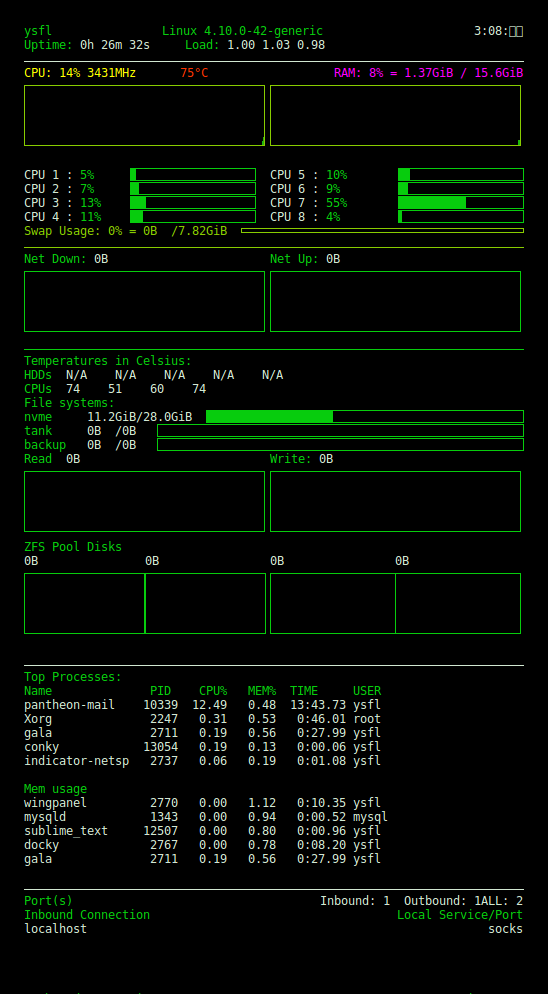 ysfl Linux 4.10.0-42-generic 3:08:
Uptime: 0h 26m 32s Load: 1.00 1.03 0.98
CPU: 14% 3431MHz 75°C RAM: 8% = 1.37GiB / 15.6GiB
CPU 1 : 5% CPU 5 : 10%
CPU 2 : 7% CPU 6 : 9%
CPU 3 : 13% CPU 7 : 55%
CPU 4 : 11% CPU 8 : 4%
Swap Usage: 0% = 0B /7.82GiB
Net Down: 0B Net Up: 0B
Temperatures in Celsius:
HDDs N/A N/A N/A N/A N/A
CPUs 74 51 60 74
File systems:
nvme 11.2GiB/28.0GiB
tank 0B /0B
backup 0B /0B
Read 0B Write: 0B
ZFS Pool Disks
0B 0B 0B 0B
Top Processes:
Name PID CPU% MEM% TIME USER
pantheon-mail 10339 12.49 0.48 13:43.73 ysfl
Xorg 2247 0.31 0.53 0:46.01 root
gala 2711 0.19 0.56 0:27.99 ysfl
conky 13054 0.19 0.13 0:00.06 ysfl
indicator-netsp 2737 0.06 0.19 0:01.08 ysfl
Mem usage
wingpanel 2770 0.00 1.12 0:10.35 ysfl
mysqld 1343 0.00 0.94 0:00.52 mysql
sublime_text 12507 0.00 0.80 0:00.96 ysfl
docky 2767 0.00 0.78 0:08.20 ysfl
gala 2711 0.19 0.56 0:27.99 ysfl
Port(s) Inbound: 1 Outbound: 1ALL: 2
Inbound Connection Local Service/Port
localhost socks